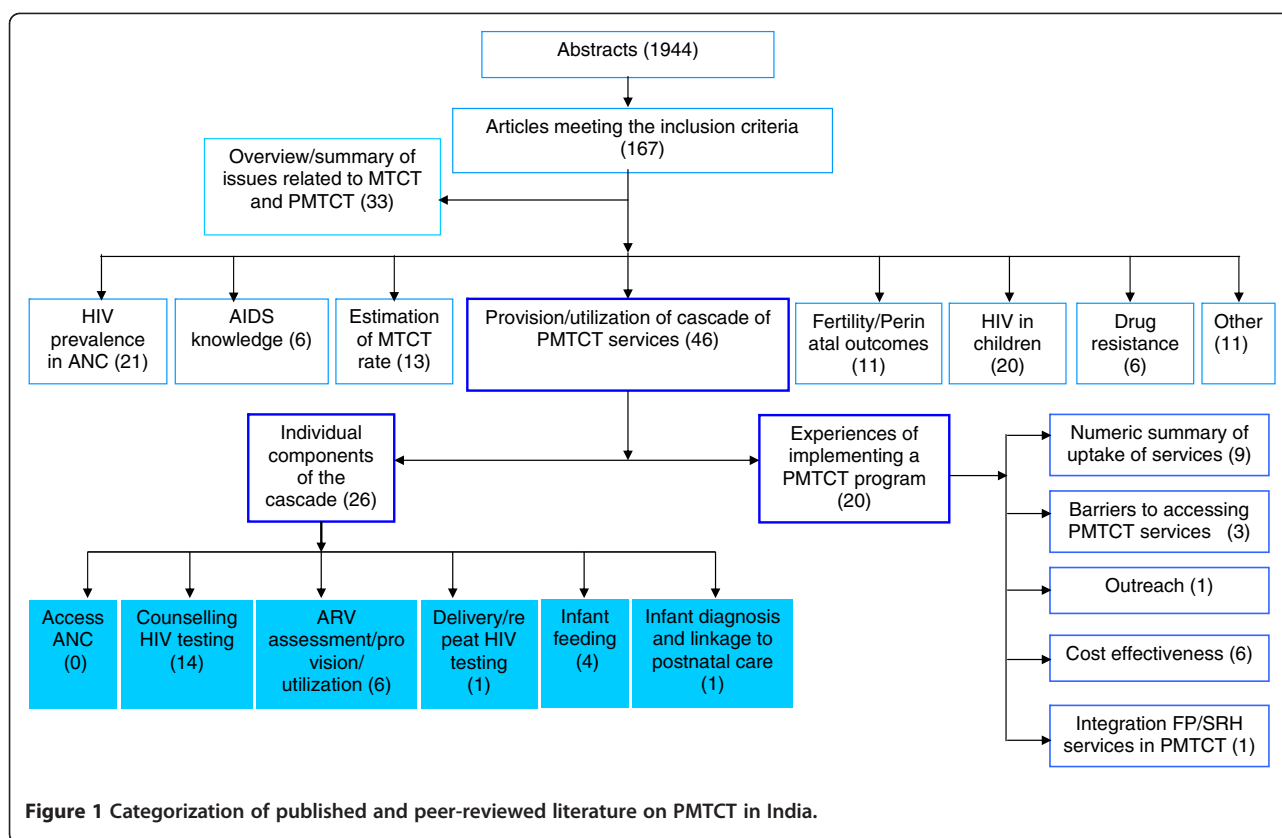 Abstracts (1944)
Articles meeting the inclusion criteria
(167)
Overview/summary of
issues related to MTCT
and PMTCT (33)
HIV
prevalence
in ANC (21)
AIDS
knowledge (6)
Estimation
of MTCT
rate (13)
Provision/utilization of cascade of
PMTCT services (46)
Fertility/Perin
atal outcomes
(11)
HIV in
children
(20)
Drug
resistance
(6)
Other
(11)
Individual
components
of the
cascade (26)
Experiences of
implementing a
PMTCT program
(20)
Numeric summary of
uptake of services (9)
Barriers to accessing
PMTCT services (3)
Outreach (1)
Cost effectiveness (6)
Integration FP/SRH
services in PMTCT (1)
Access
ANC
(0)
Counselling
HIV testing
(14)
ARV
assessment/pro
vision/
utilization (6)
Delivery/re
peat HIV
testing
(1)
Infant
feeding
(4)
Infant diagnosis
and linkage to
postnatal care
(1)
Figure 1 Categorization of published and peer-reviewed literature on PMTCT in India.